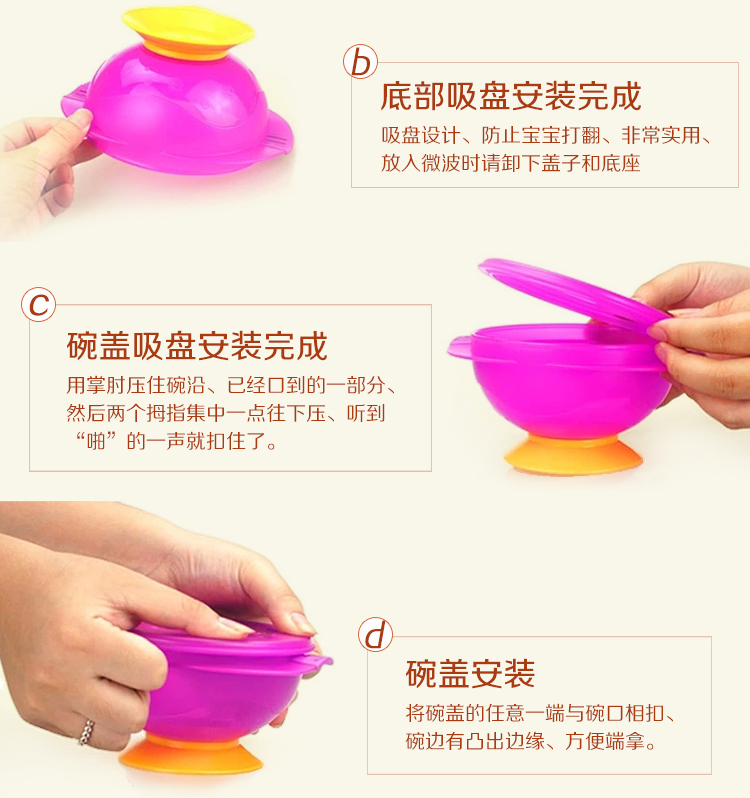 b
底部吸盘安装完成
吸盘设计、防止宝宝打翻、非常实用、
放入微波时请卸下盖子和底座
c
碗盖吸盘安装完成
用掌肘压住碗沿、已经口到的一部分、
然后两个拇指集中一点往下压、听到
“啪”的一声就扣住了。
d
碗盖安装
将碗盖的任意一端与碗口相扣、
碗边有凸出边缘、方便端拿。